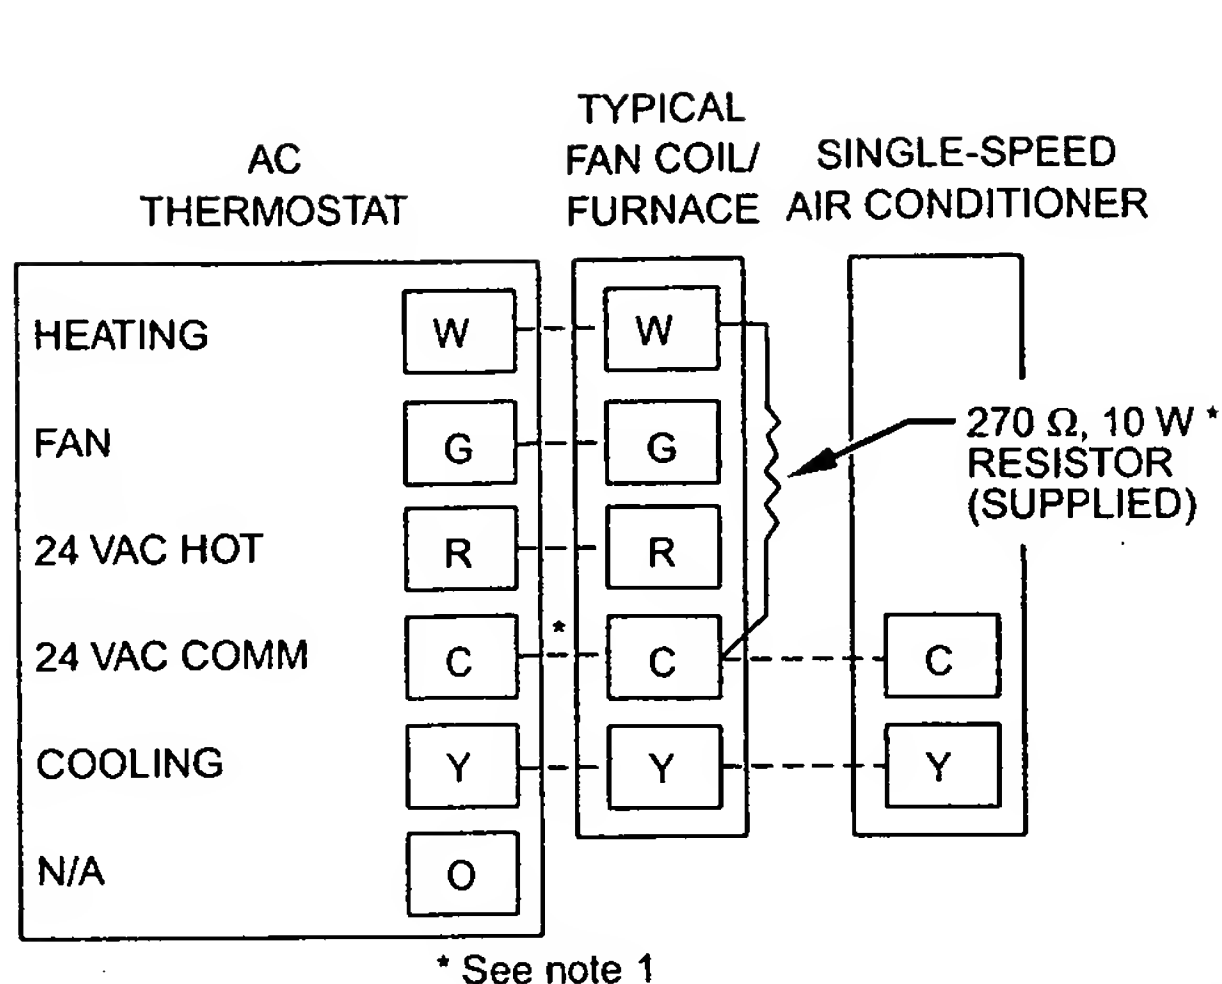 TYPICAL
FAN COIL/
FURNACE
AC
THERMOSTAT
SINGLE-SPEED
AIR CONDITIONER
HEATING W W
FAN G G
270 Ω, 10 W *
RESISTOR
(SUPPLIED)
24 VAC HOT R R
*
24 VAC COMM C C C
COOLING Y Y Y
N/A O
* See note 1